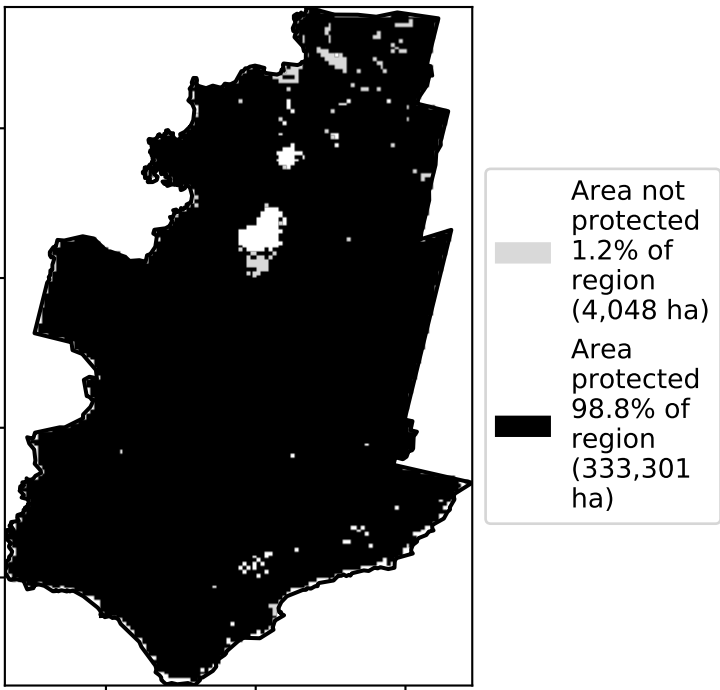 Area not
protected
1.2% of
region
(4,048 ha)
Area
protected
98.8% of
region
(333,301
ha)